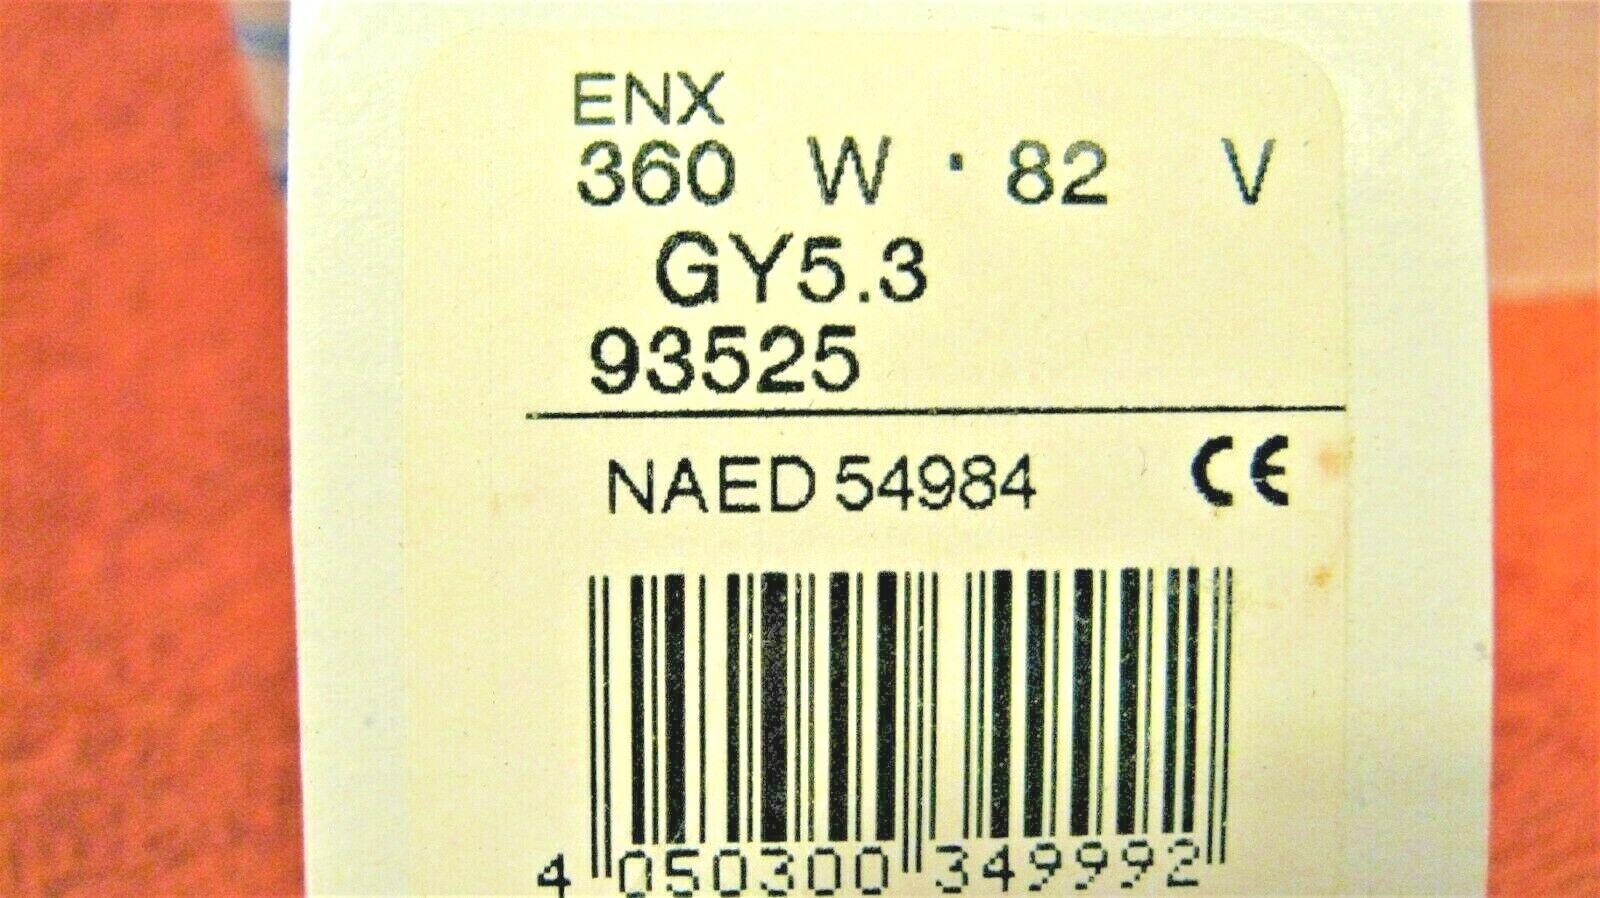 ENX
360 W · 82 V
GY5.3
93525
NAED 54984 CE
4 050300 349992